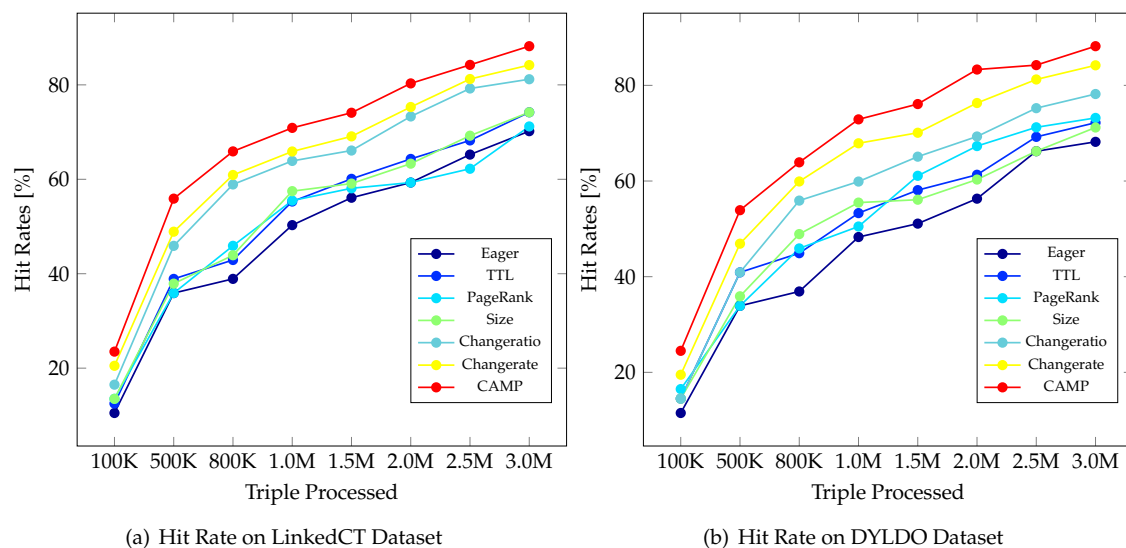 80
60
40
20
Hit Rates [%]
Eager
TTL
PageRank
Size
Changeratio
Changerate
CAMP
100K 500K 800K 1.0M 1.5M 2.0M 2.5M 3.0M
Triple Processed
(a) Hit Rate on LinkedCT Dataset
80
60
40
20
Hit Rates [%]
Eager
TTL
PageRank
Size
Changeratio
Changerate
CAMP
100K 500K 800K 1.0M 1.5M 2.0M 2.5M 3.0M
Triple Processed
(b) Hit Rate on DYLDO Dataset